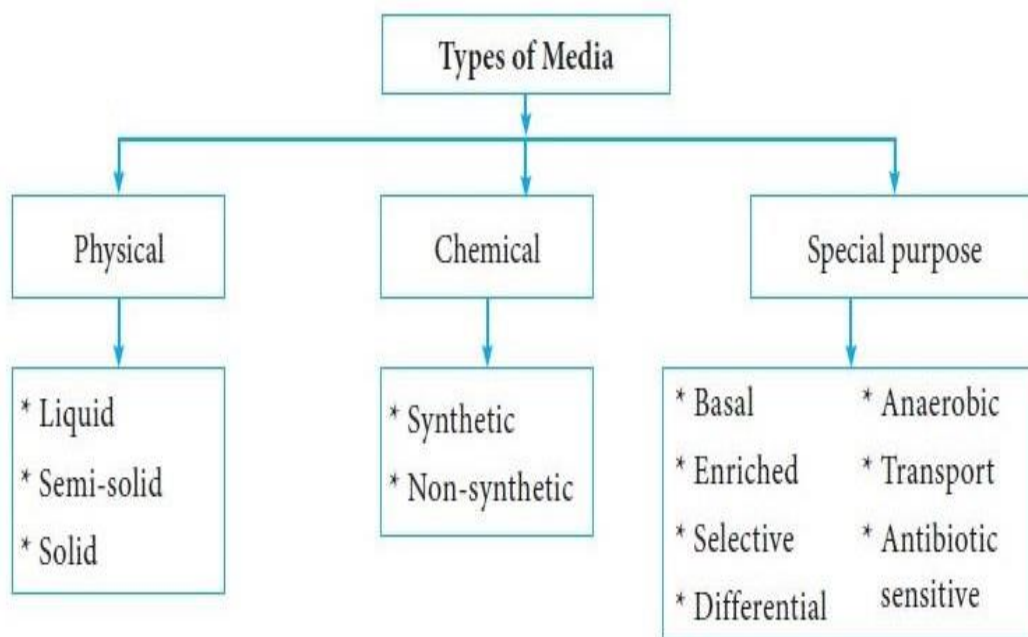 Types of Media
Physical
Chemical
Special purpose
* Liquid
* Semi-solid
* Solid
* Synthetic
* Non-synthetic
* Basal
* Enriched
* Selective
* Differential
* Anaerobic
* Transport
* Antibiotic
sensitive